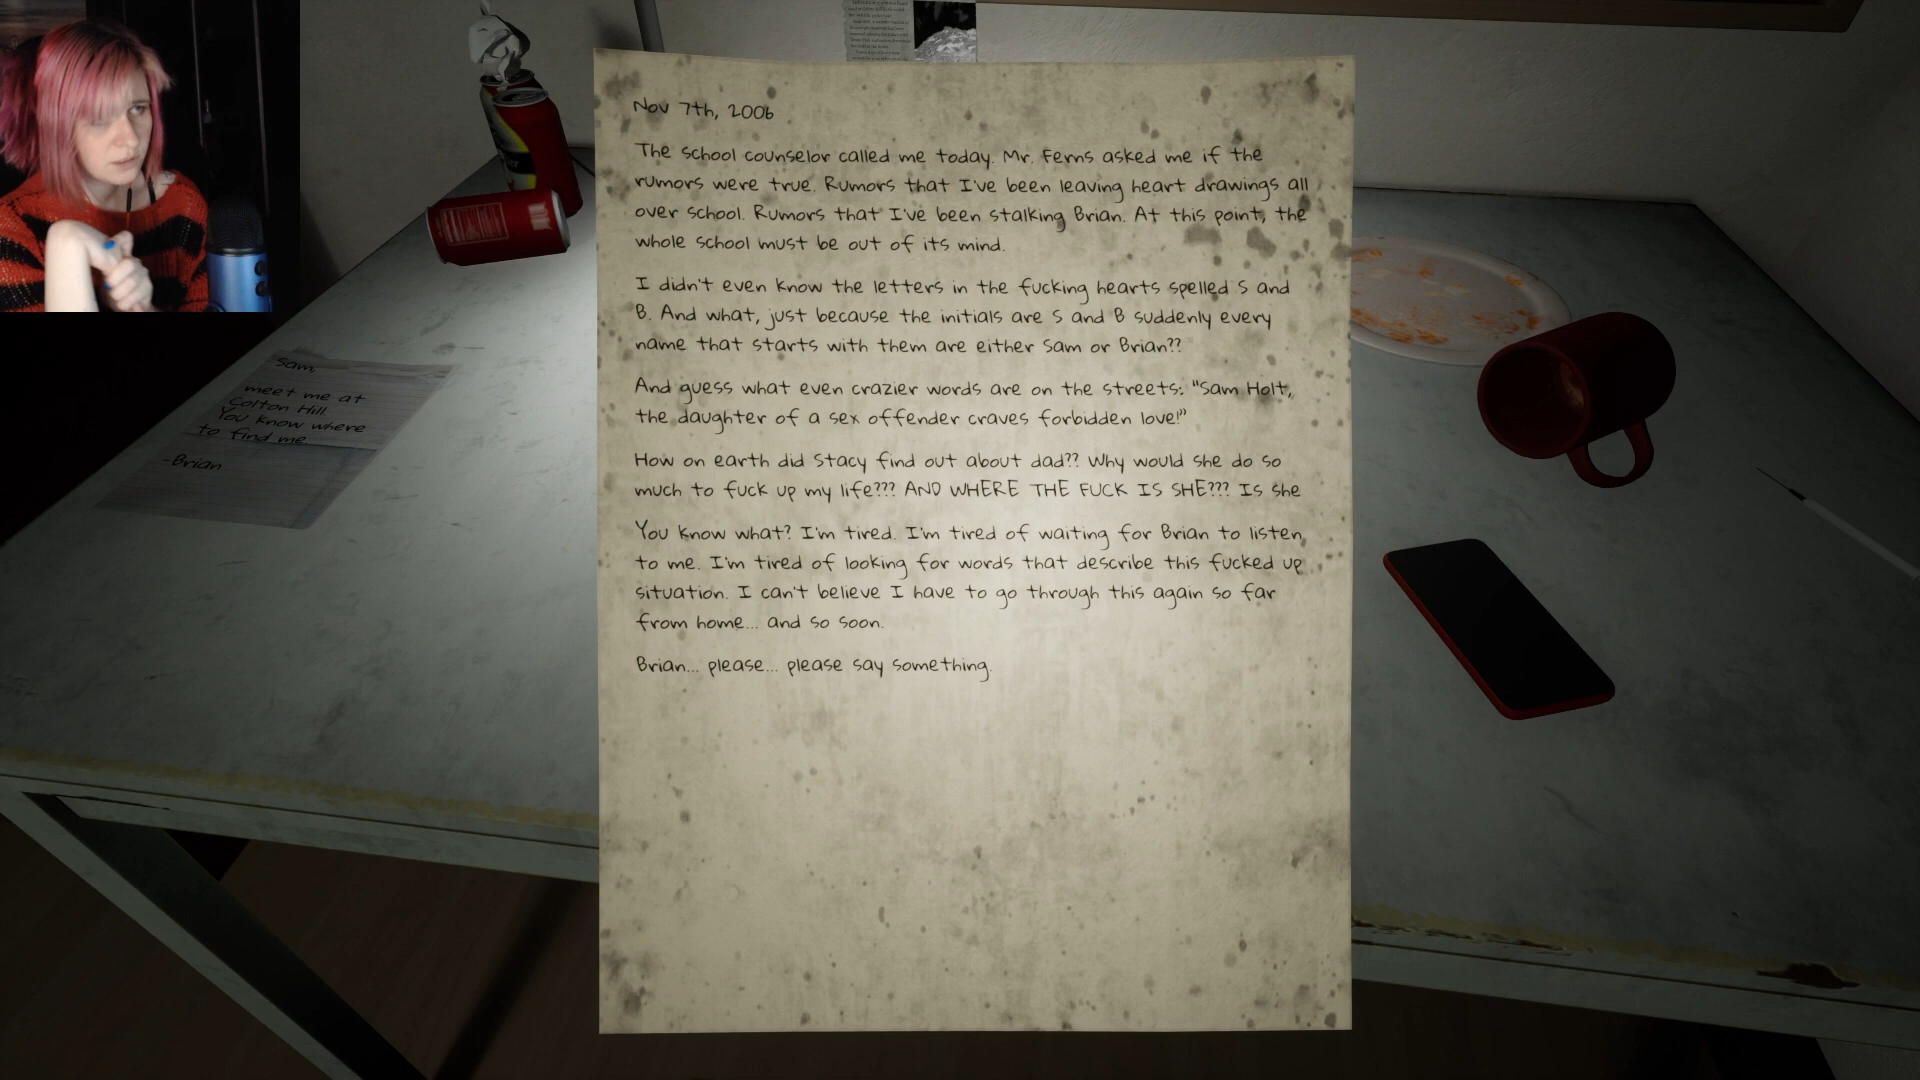 Nov 7th, 2006
The school counselor called me today. Mr. Ferns asked me if the
rumors were true. Rumors that I've been leaving heart drawings all
over school. Rumors that I've been stalking Brian. At this point, the
whole school must be out of its mind.
I didn't even know the letters in the fucking hearts spelled S and
B. And what, just because the initials are S and B suddenly every
name that starts with them are either Sam or Brian??
And guess what even crazier words are on the streets: "Sam Holt,
the daughter of a sex offender craves forbidden love!"
How on earth did Stacy find out about dad?? Why would she do so
much to fuck up my life??? AND WHERE THE FUCK IS SHE??? Is she
You know what? I'm tired. I'm tired of waiting for Brian to listen
to me. I'm tired of looking for words that describe this fucked up
situation. I can't believe I have to go through this again so far
from home... and so soon.
Brian... please... please say something.
Sam,
meet me at
Colton Hill.
You know where
to find me.
-Brian